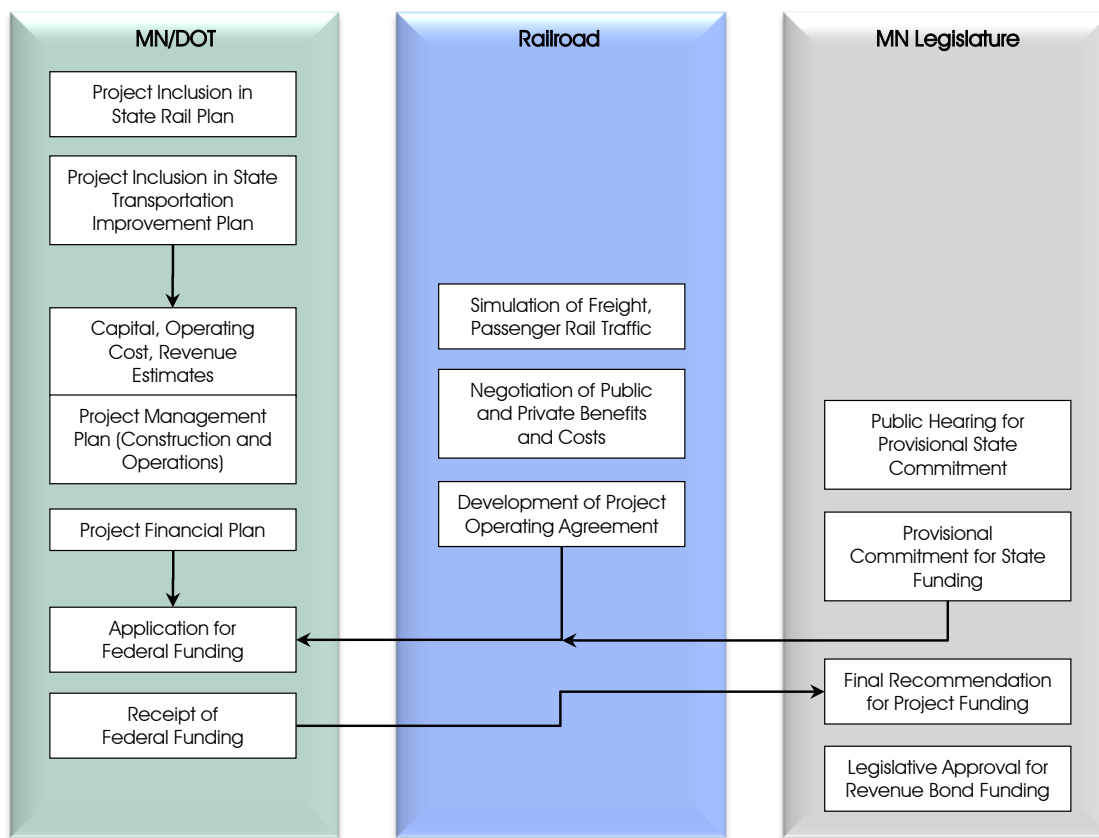 MN/DOT
Project Inclusion in
State Rail Plan
Project Inclusion in State
Transportation
Improvement Plan
Capital, Operating
Cost, Revenue
Estimates
Project Management
Plan (Construction and
Operations)
Project Financial Plan
Application for
Federal Funding
Receipt of
Federal Funding
Railroad
Simulation of Freight,
Passenger Rail Traffic
Negotiation of Public
and Private Benefits
and Costs
Development of Project
Operating Agreement
MN Legislature
Public Hearing for
Provisional State
Commitment
Provisional
Commitment for State
Funding
Final Recommendation
for Project Funding
Legislative Approval for
Revenue Bond Funding